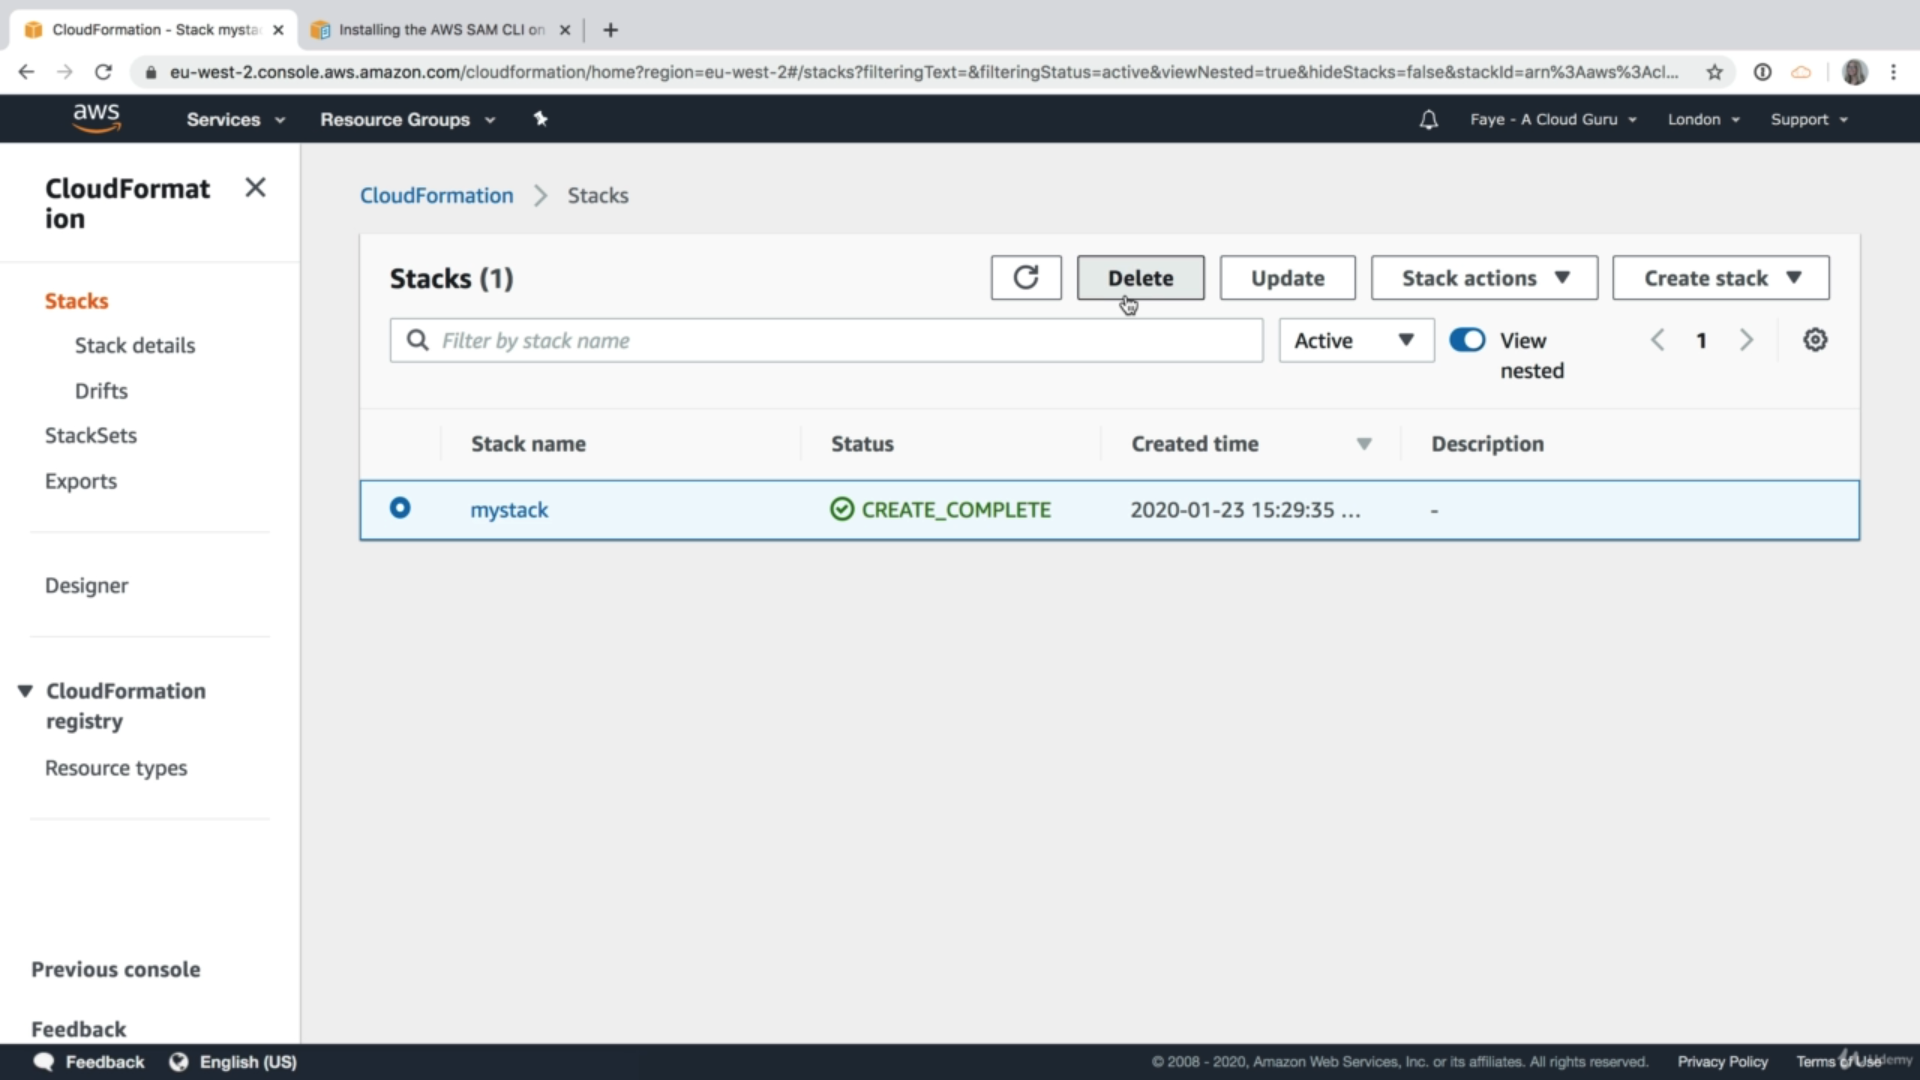 CloudFormation - Stack mysta
Installing the AWS SAM CLI on
eu-west-2.console.aws.amazon.com/cloudformation/home?region=eu-west-2#/stacks?filteringText=&filteringStatus=active&viewNested=true&hideStacks=false&stackId=arn%3Aaws%3Acl...
aws
Services
Resource Groups
Faye - A Cloud Guru
London
Support
CloudFormat
ion
CloudFormation
Stacks
Stacks (1)
Delete
Update
Stack actions
Create stack
Filter by stack name
Active
View
nested
1
Stack name
Status
Created time
Description
mystack
CREATE_COMPLETE
2020-01-23 15:29:35 ...
-
Stacks
Stack details
Drifts
StackSets
Exports
Designer
CloudFormation
registry
Resource types
Previous console
Feedback
Feedback
English (US)
© 2008 - 2020, Amazon Web Services, Inc. or its affiliates. All rights reserved.
Privacy Policy
Terms of Use